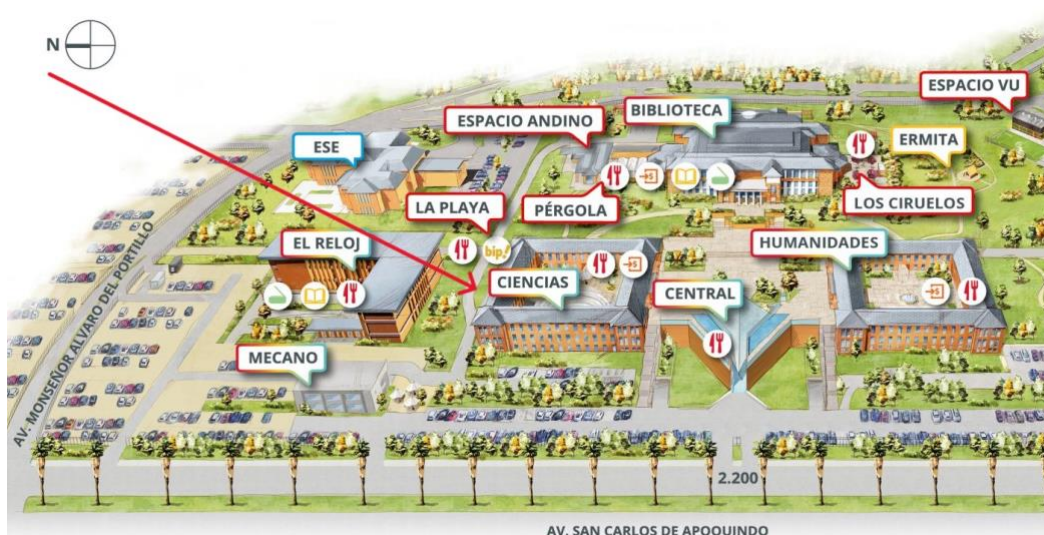 N
ESPACIO VU
ESPACIO ANDINO
BIBLIOTECA
ESE
ERMITA
LA PLAYA
PÉRGOLA
LOS CIRUELOS
EL RELOJ
bip!
HUMANIDADES
CIENCIAS
CENTRAL
MECANO
AV. MONSEÑOR ALVARO DEL PORTILLO
2.200
AV. SAN CARLOS DE APOQUINDO